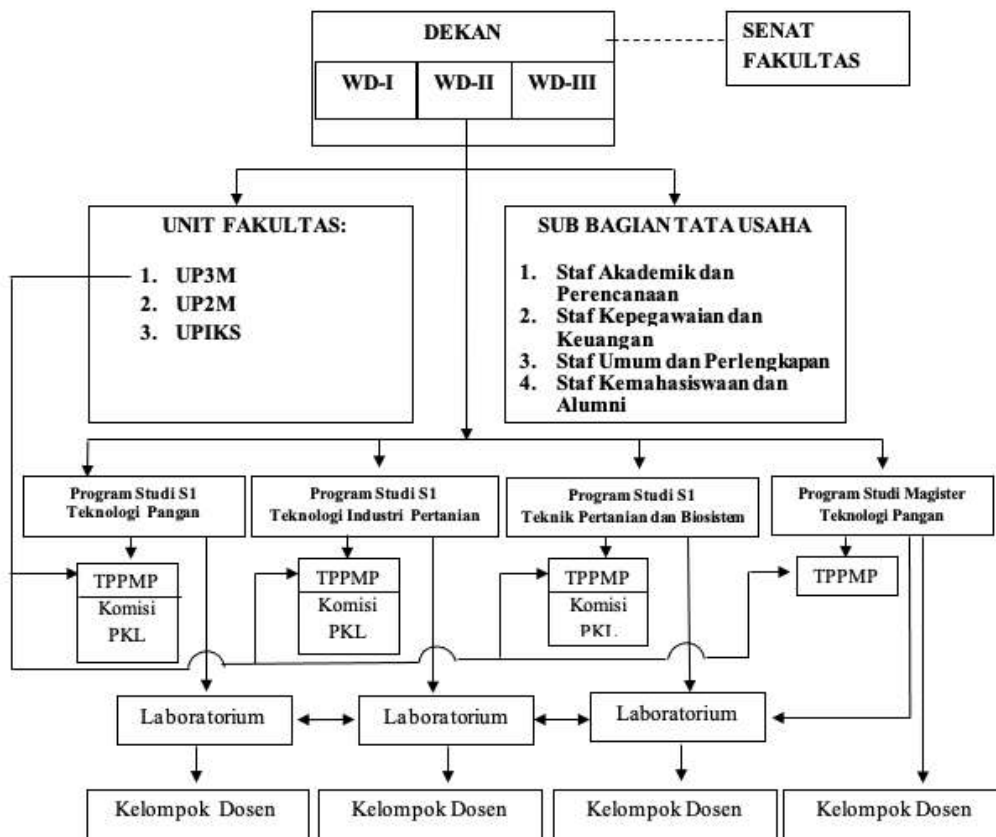 DEKAN
WD-I WD-II WD-III
SENAT
FAKULTAS
UNIT FAKULTAS:
1. UP3M
2. UP2M
3. UPIKS
SUB BAGIAN TATA USAHA
1. Staf Akademik dan
Perencanaan
2. Staf Kepegawaian dan
Keuangan
3. Staf Umum dan Perlengkapan
4. Staf Kemahasiswaan dan
Alumni
Program Studi S1
Teknologi Pangan
Program Studi S1
Teknologi Industri Pertanian
Program Studi S1
Teknik Pertanian dan Biosistem
Program Studi Magister
Teknologi Pangan
TPPMP
Komisi
PKL
TPPMP
Komisi
PKL
TPPMP
Komisi
PKL
TPPMP
Laboratorium
Laboratorium
Laboratorium
Kelompok Dosen
Kelompok Dosen
Kelompok Dosen
Kelompok Dosen